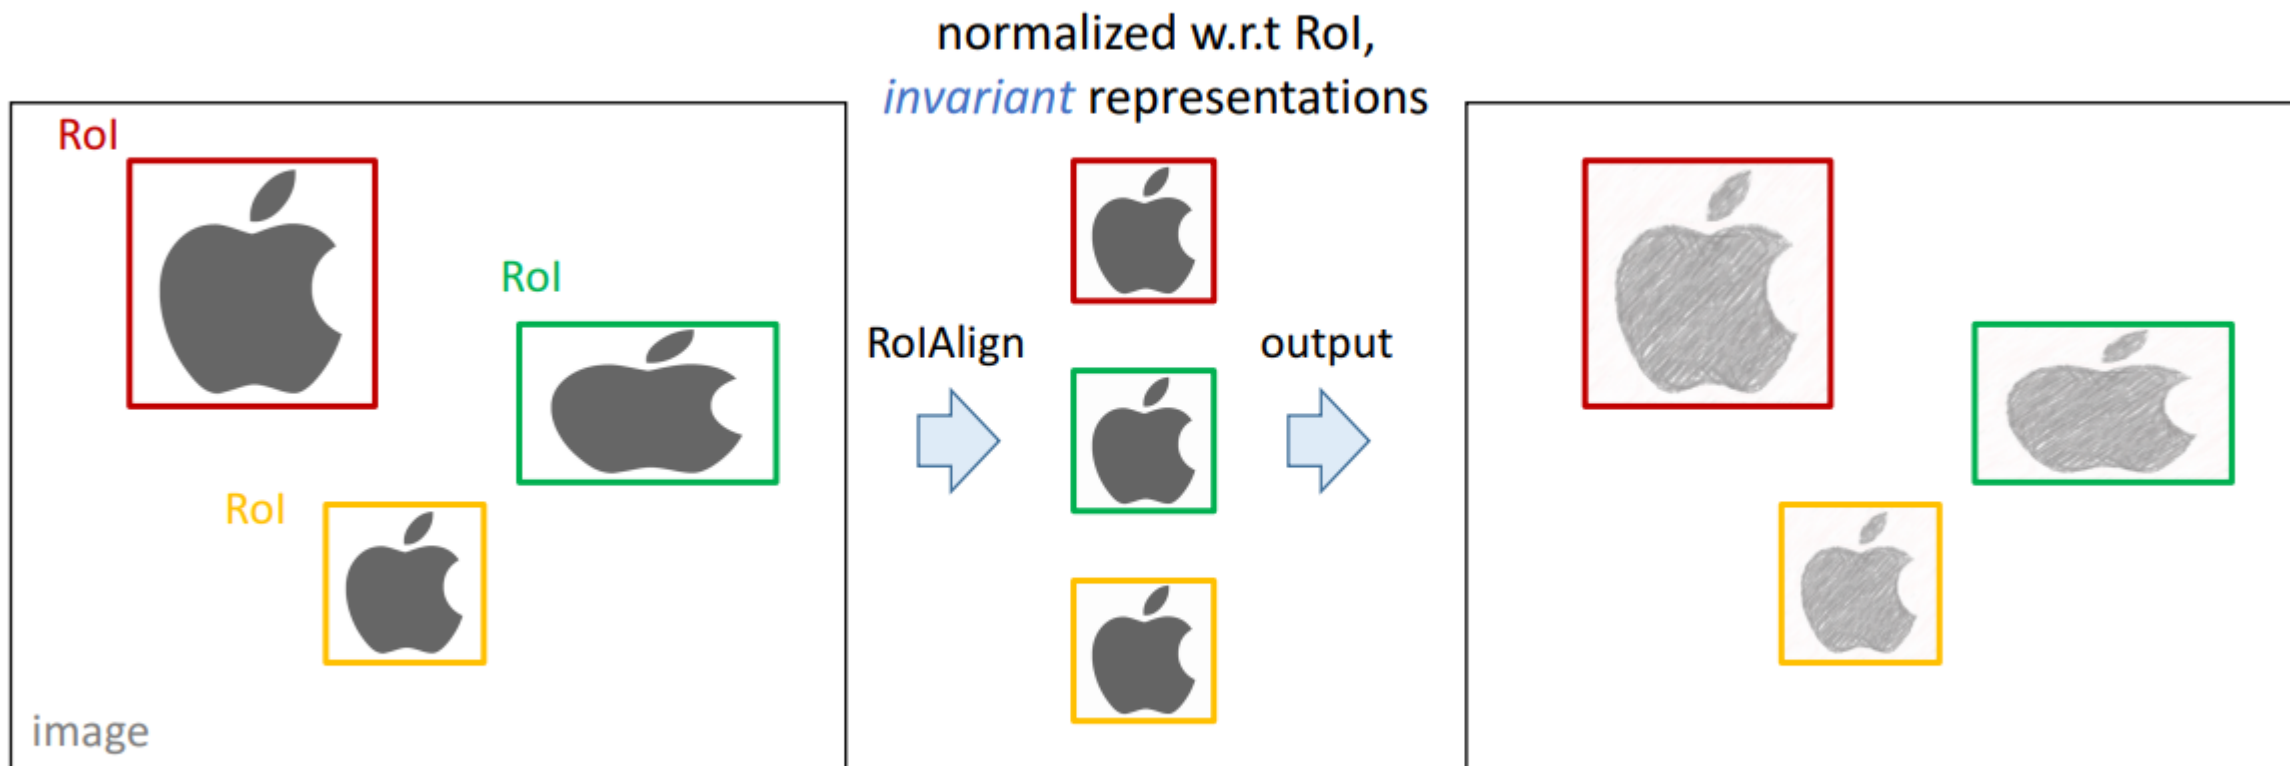 normalized w.r.t RoI,
invariant representations
RoI
RoI
RoI
image
RoIAlign
output